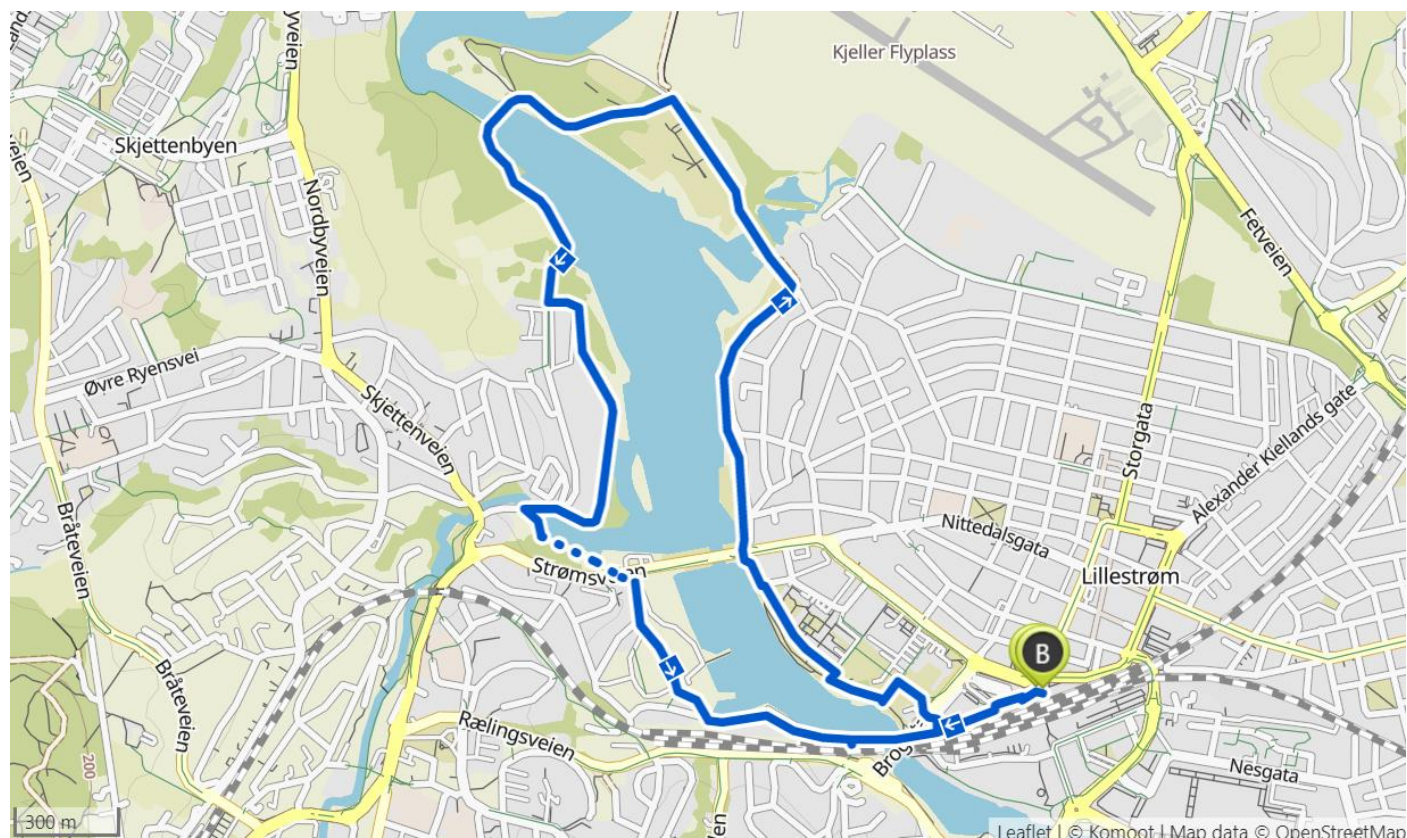 Kjeller Flyplass
Skjettenbyen
Nordbyveien
Øvre Ryensvei
Skjettenveien
Fetveien
Storgata
Alexander Kiellands gate
Bråteveien
Nittedalsgata
Strømsveien
Lillestrøm
B
Bråteveien
Rælingsveien
Nesgata
200
300 m
Leaflet | © Komoot | Map data © OpenStreetMap